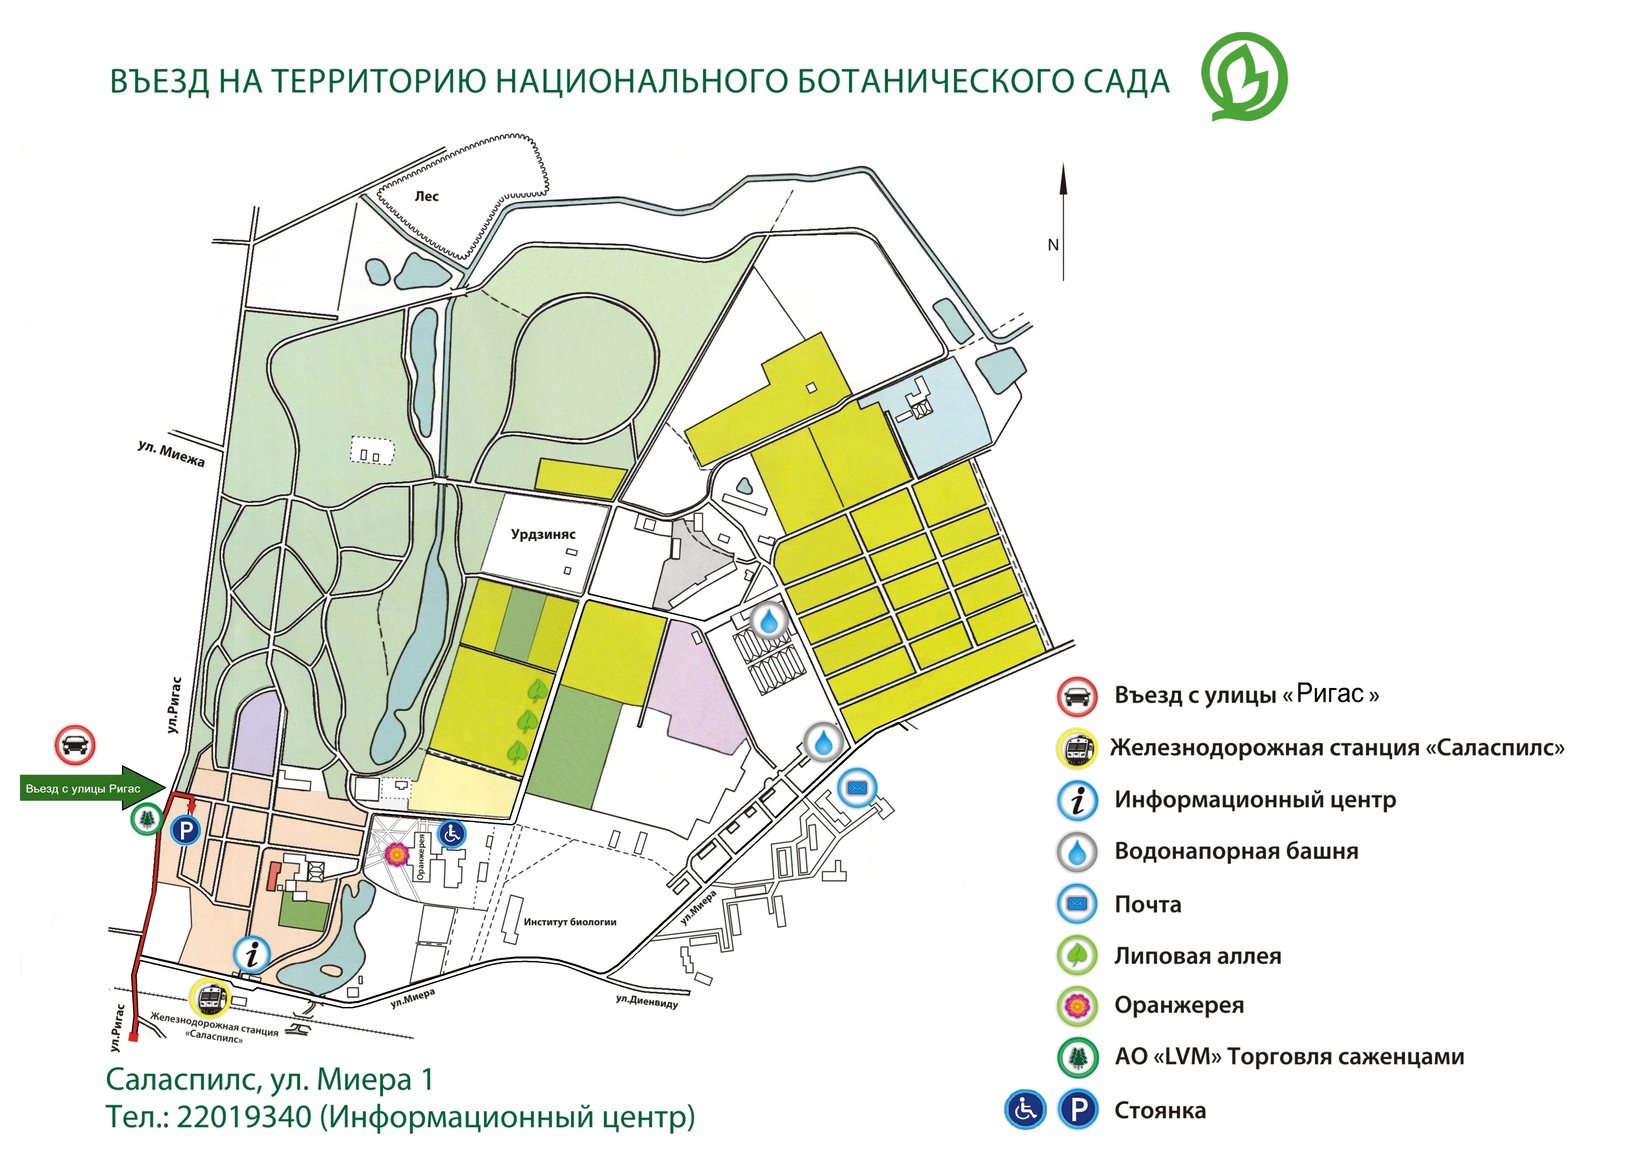 ВЪЕЗД НА ТЕРРИТОРИЮ НАЦИОНАЛЬНОГО БОТАНИЧЕСКОГО САДА
Лес
N
ул. Миежа
Урдзиняс
ул.Ригас
Въезд с улицы Ригас
P
Оранжерея
Институт биологии
i
ул.Миера
ул.Миера
ул.Диенвиду
ул.Ригас
Железнодорожная станция
«Саласпилс»
Въезд с улицы «Ригас»
Железнодорожная станция «Саласпилс»
i Информационный центр
Водонапорная башня
Почта
Липовая аллея
Оранжерея
АО «LVM» Торговля саженцами
P Стоянка
Саласпилс, ул. Миера 1
Тел.: 22019340 (Информационный центр)